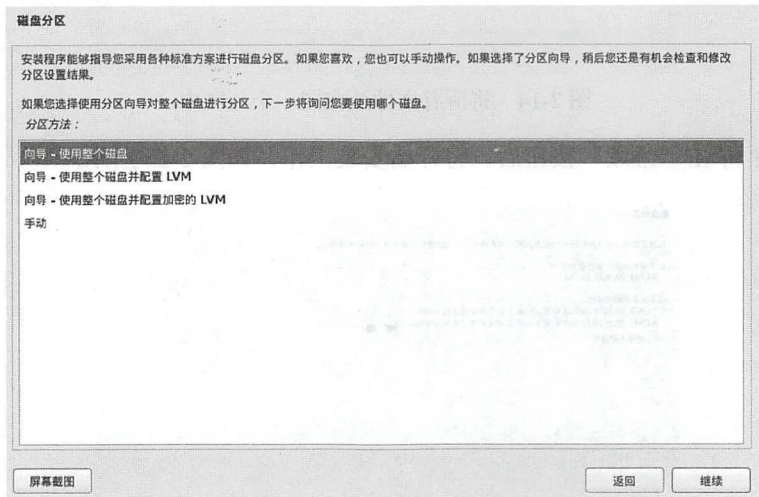 磁盘分区
安装程序能够指导您采用各种标准方案进行磁盘分区。如果您喜欢，您也可以手动操作。如果选择了分区向导，稍后您还是有机会检查和修改
分区设置结果。
如果您选择使用分区向导对整个磁盘进行分区，下一步将询问您要使用哪个磁盘。
分区方法：
向导 - 使用整个磁盘
向导 - 使用整个磁盘并配置 LVM
向导 - 使用整个磁盘并配置加密的 LVM
手动
屏幕截图
返回
继续